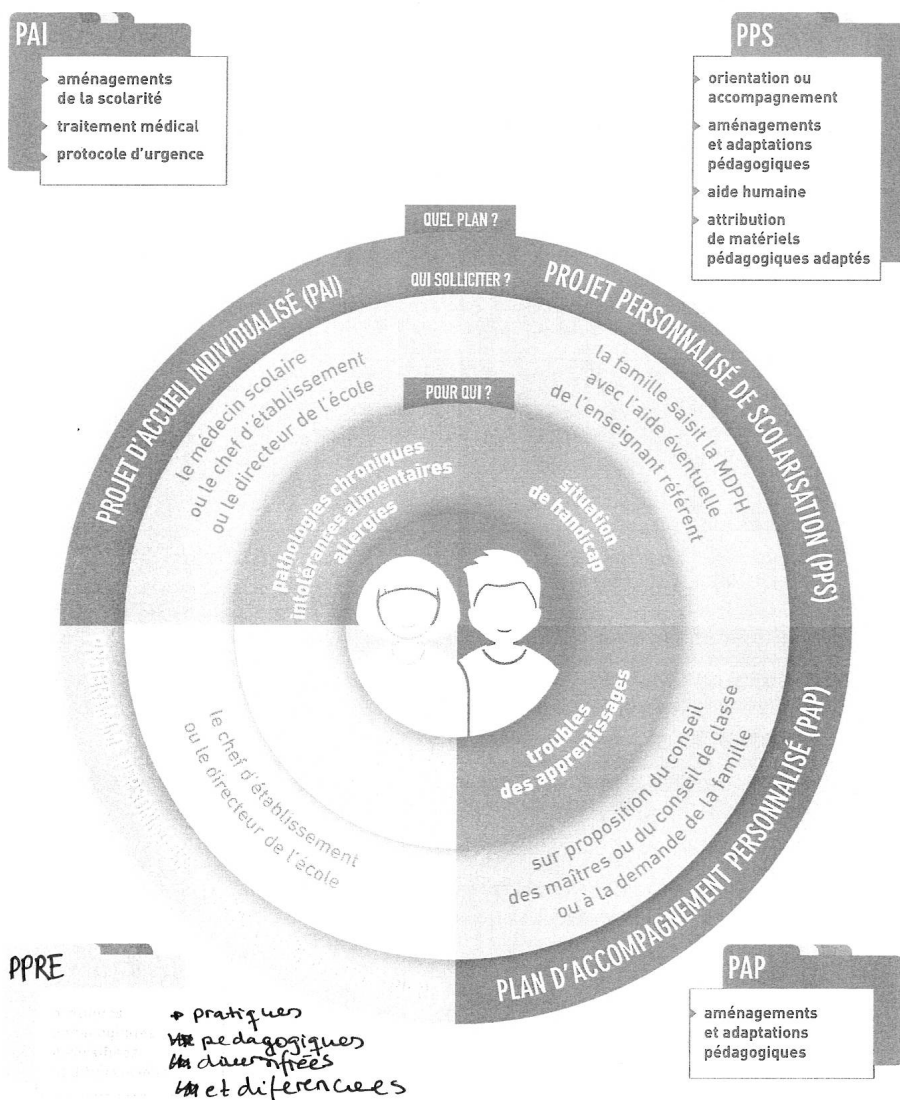 PAI
aménagements
de la scolarité
traitement médical
protocole d'urgence
PPS
orientation ou
accompagnement
aménagements
et adaptations
pédagogiques
aide humaine
attribution
de matériels
pédagogiques adaptés
QUEL PLAN ?
QUI SOLLICITER ?
POUR QUI ?
PROJET D'ACCUEIL INDIVIDUALISÉ (PAI)
le médecin scolaire
ou le chef d'établissement
ou le directeur de l'école
pathologies chroniques
intolérances alimentaires
allergies
PROJET PERSONNALISÉ DE SCOLARISATION (PPS)
la famille saisit la MDPH
avec l'aide éventuelle
de l'enseignant référent
situation
de handicap
le chef d'établissement
ou le directeur de l'école
troubles
des apprentissages
sur proposition du conseil
des maîtres ou du conseil de classe
ou à la demande de la famille
PLAN D'ACCOMPAGNEMENT PERSONNALISÉ (PAP)
PPRE
pratiques
pedagogiques
et diferenciees
PAP
aménagements
et adaptations
pédagogiques